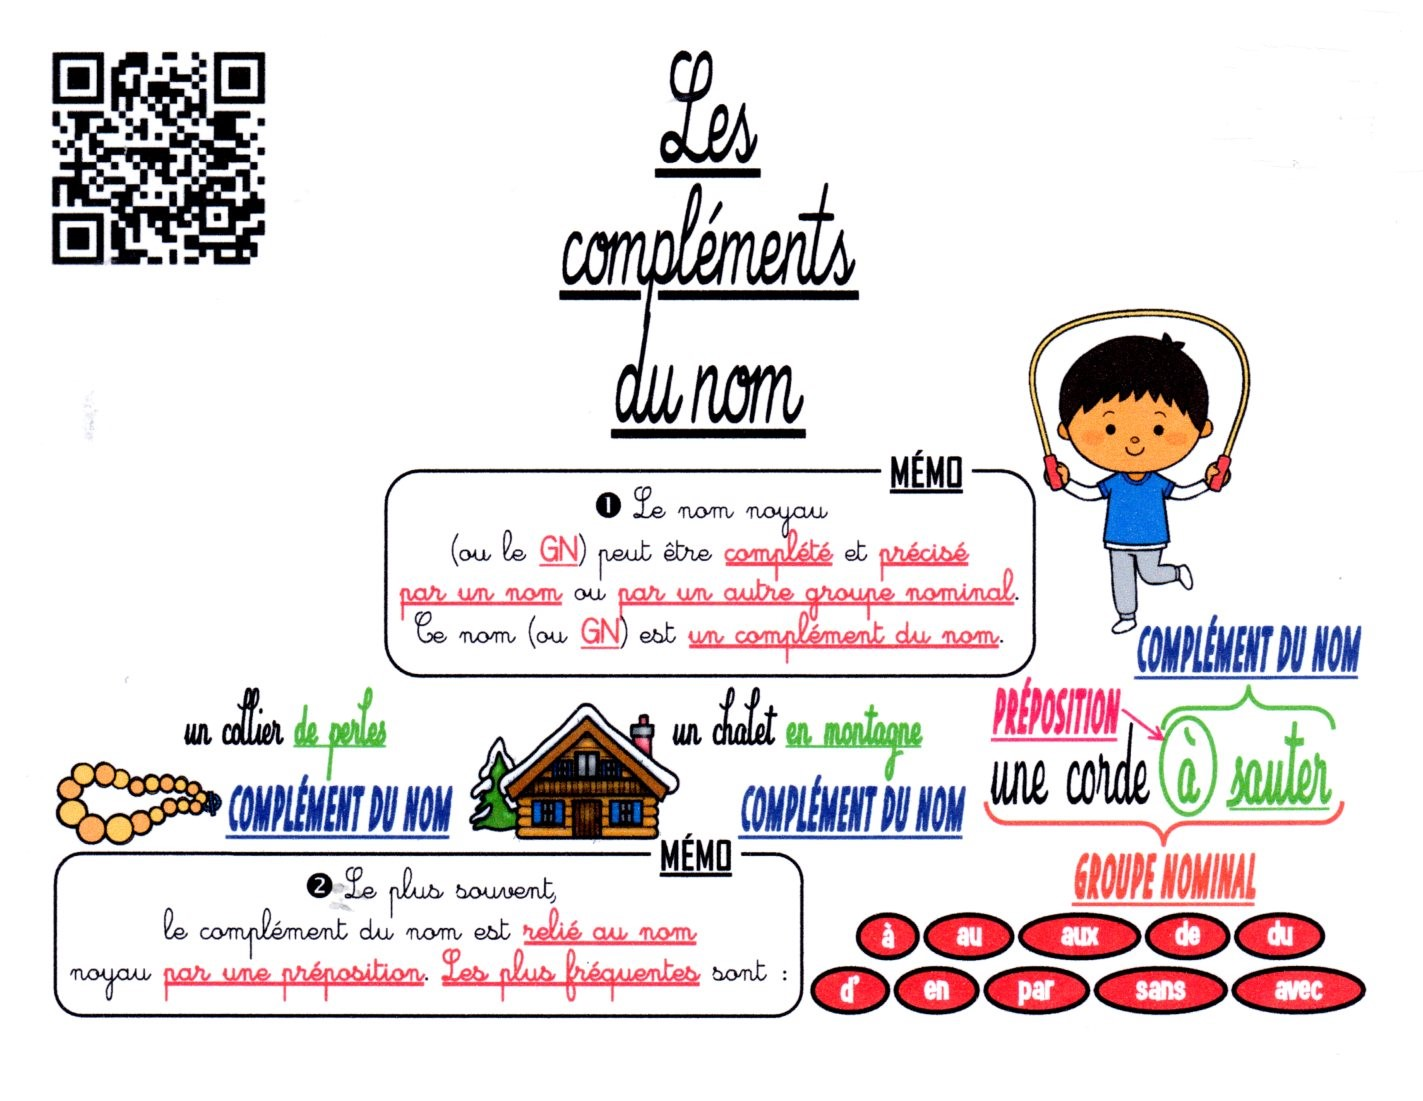 Les
compléments
du nom
MÉMO
❶ Le nom noyau
(ou le GN) peut être complété et précisé
par un nom ou par un autre groupe nominal.
Ce nom (ou GN) est un complément du nom.
un collier de perles
COMPLÉMENT DU NOM
un chalet en montagne
COMPLÉMENT DU NOM
COMPLÉMENT DU NOM
PRÉPOSITION
une corde à sauter
GROUPE NOMINAL
MÉMO
❷ Le plus souvent,
le complément du nom est relié au nom
noyau par une préposition. Les plus fréquentes sont :
à au aux de du
d' en par sans avec